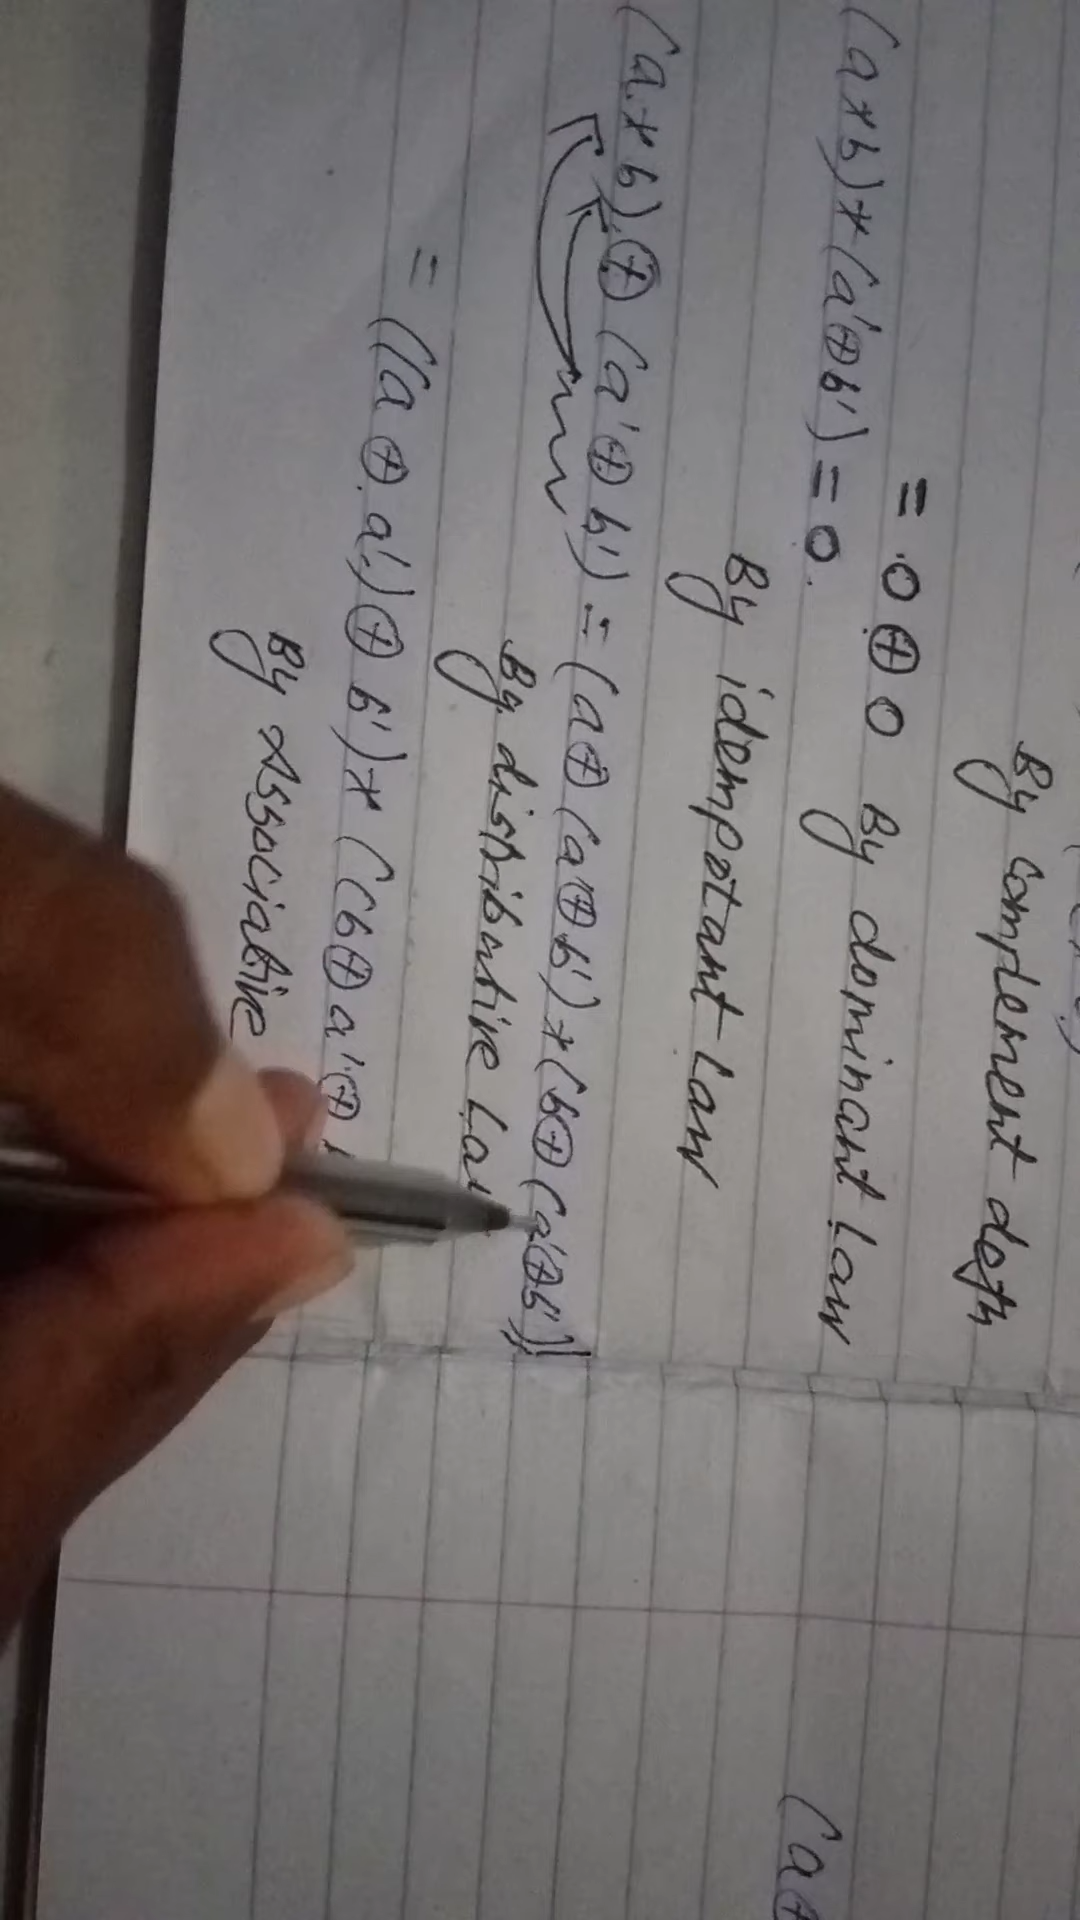 By complement defn
= 0 ⊕ 0 By dominant Law
(a * b) * (a' ⊕ b') = 0.
By idempotant Law
(a * b) ⊕ (a' ⊕ b') = (a ⊕ (a' ⊕ b') * (b ⊕ (a' ⊕ b'))
By distributive Law
= ((a ⊕ a') ⊕ b') * ((b ⊕ a' ⊕
By Associative
(a ⊕